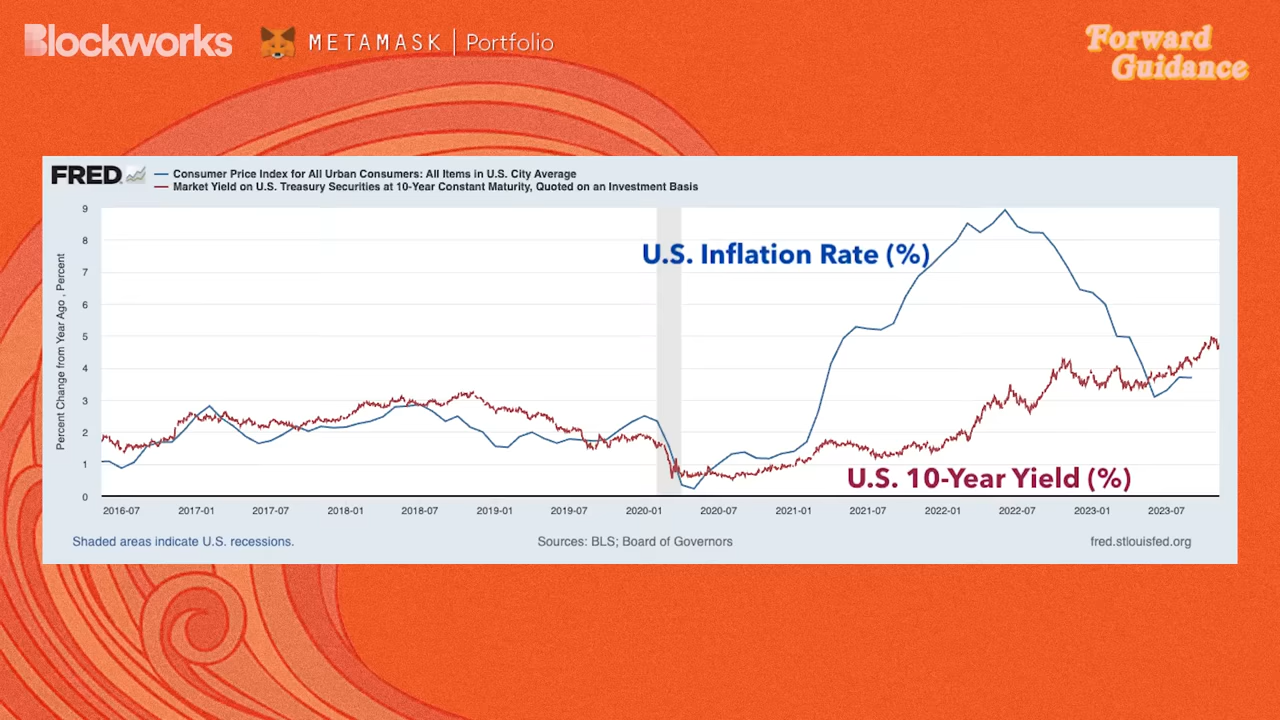 Blockworks
METAMASK | Portfolio
Forward
Guidance
FRED
Consumer Price Index for All Urban Consumers: All Items in U.S. City Average
Market Yield on U.S. Treasury Securities at 10-Year Constant Maturity, Quoted on an Investment Basis
Percent Change from Year Ago , Percent
9
8
7
6
5
4
3
2
1
0
U.S. Inflation Rate (%)
U.S. 10-Year Yield (%)
2016-07 2017-01 2017-07 2018-01 2018-07 2019-01 2019-07 2020-01 2020-07 2021-01 2021-07 2022-01 2022-07 2023-01 2023-07
Shaded areas indicate U.S. recessions.
Sources: BLS; Board of Governors
fred.stlouisfed.org